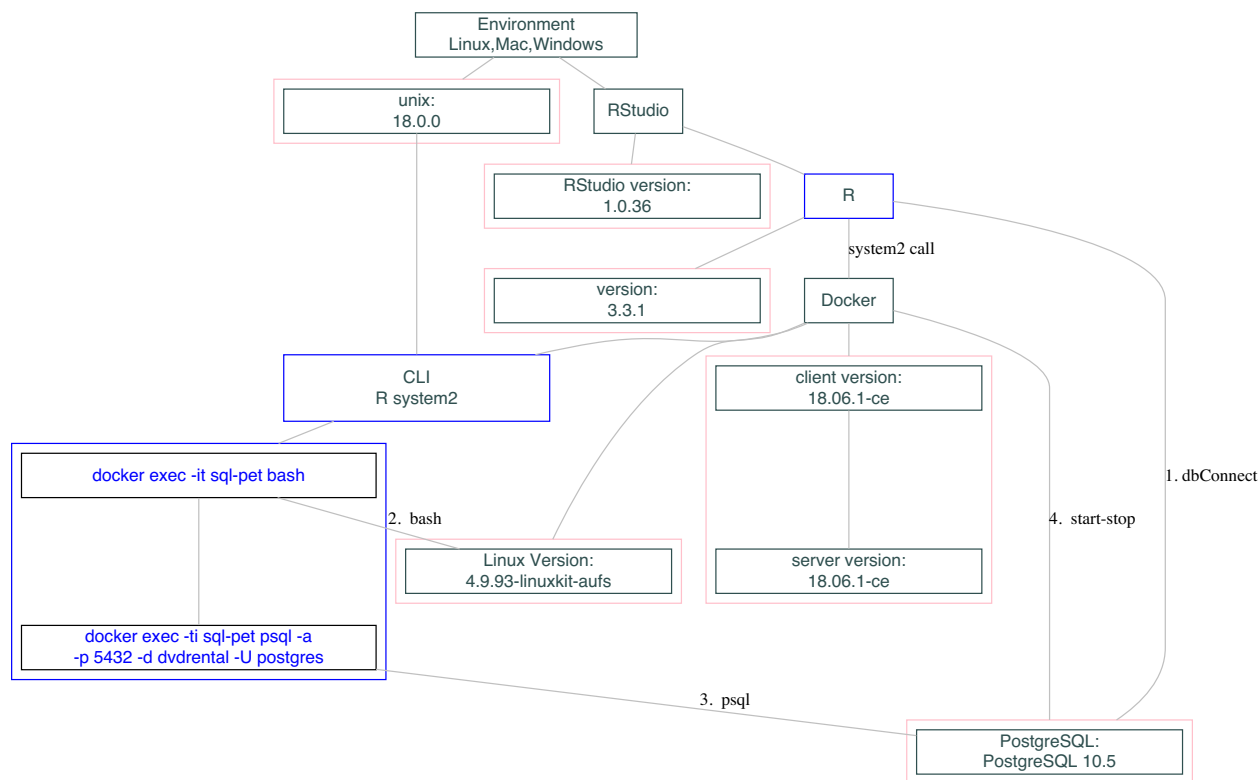 Environment
Linux,Mac,Windows
unix:
18.0.0
RStudio
RStudio version:
1.0.36
R
system2 call
version:
3.3.1
Docker
CLI
R system2
client version:
18.06.1-ce
docker exec -it sql-pet bash
1. dbConnect
2.  bash
4.  start-stop
Linux Version:
4.9.93-linuxkit-aufs
server version:
18.06.1-ce
docker exec -ti sql-pet psql -a
-p 5432 -d dvdrental -U postgres
3.  psql
PostgreSQL:
PostgreSQL 10.5